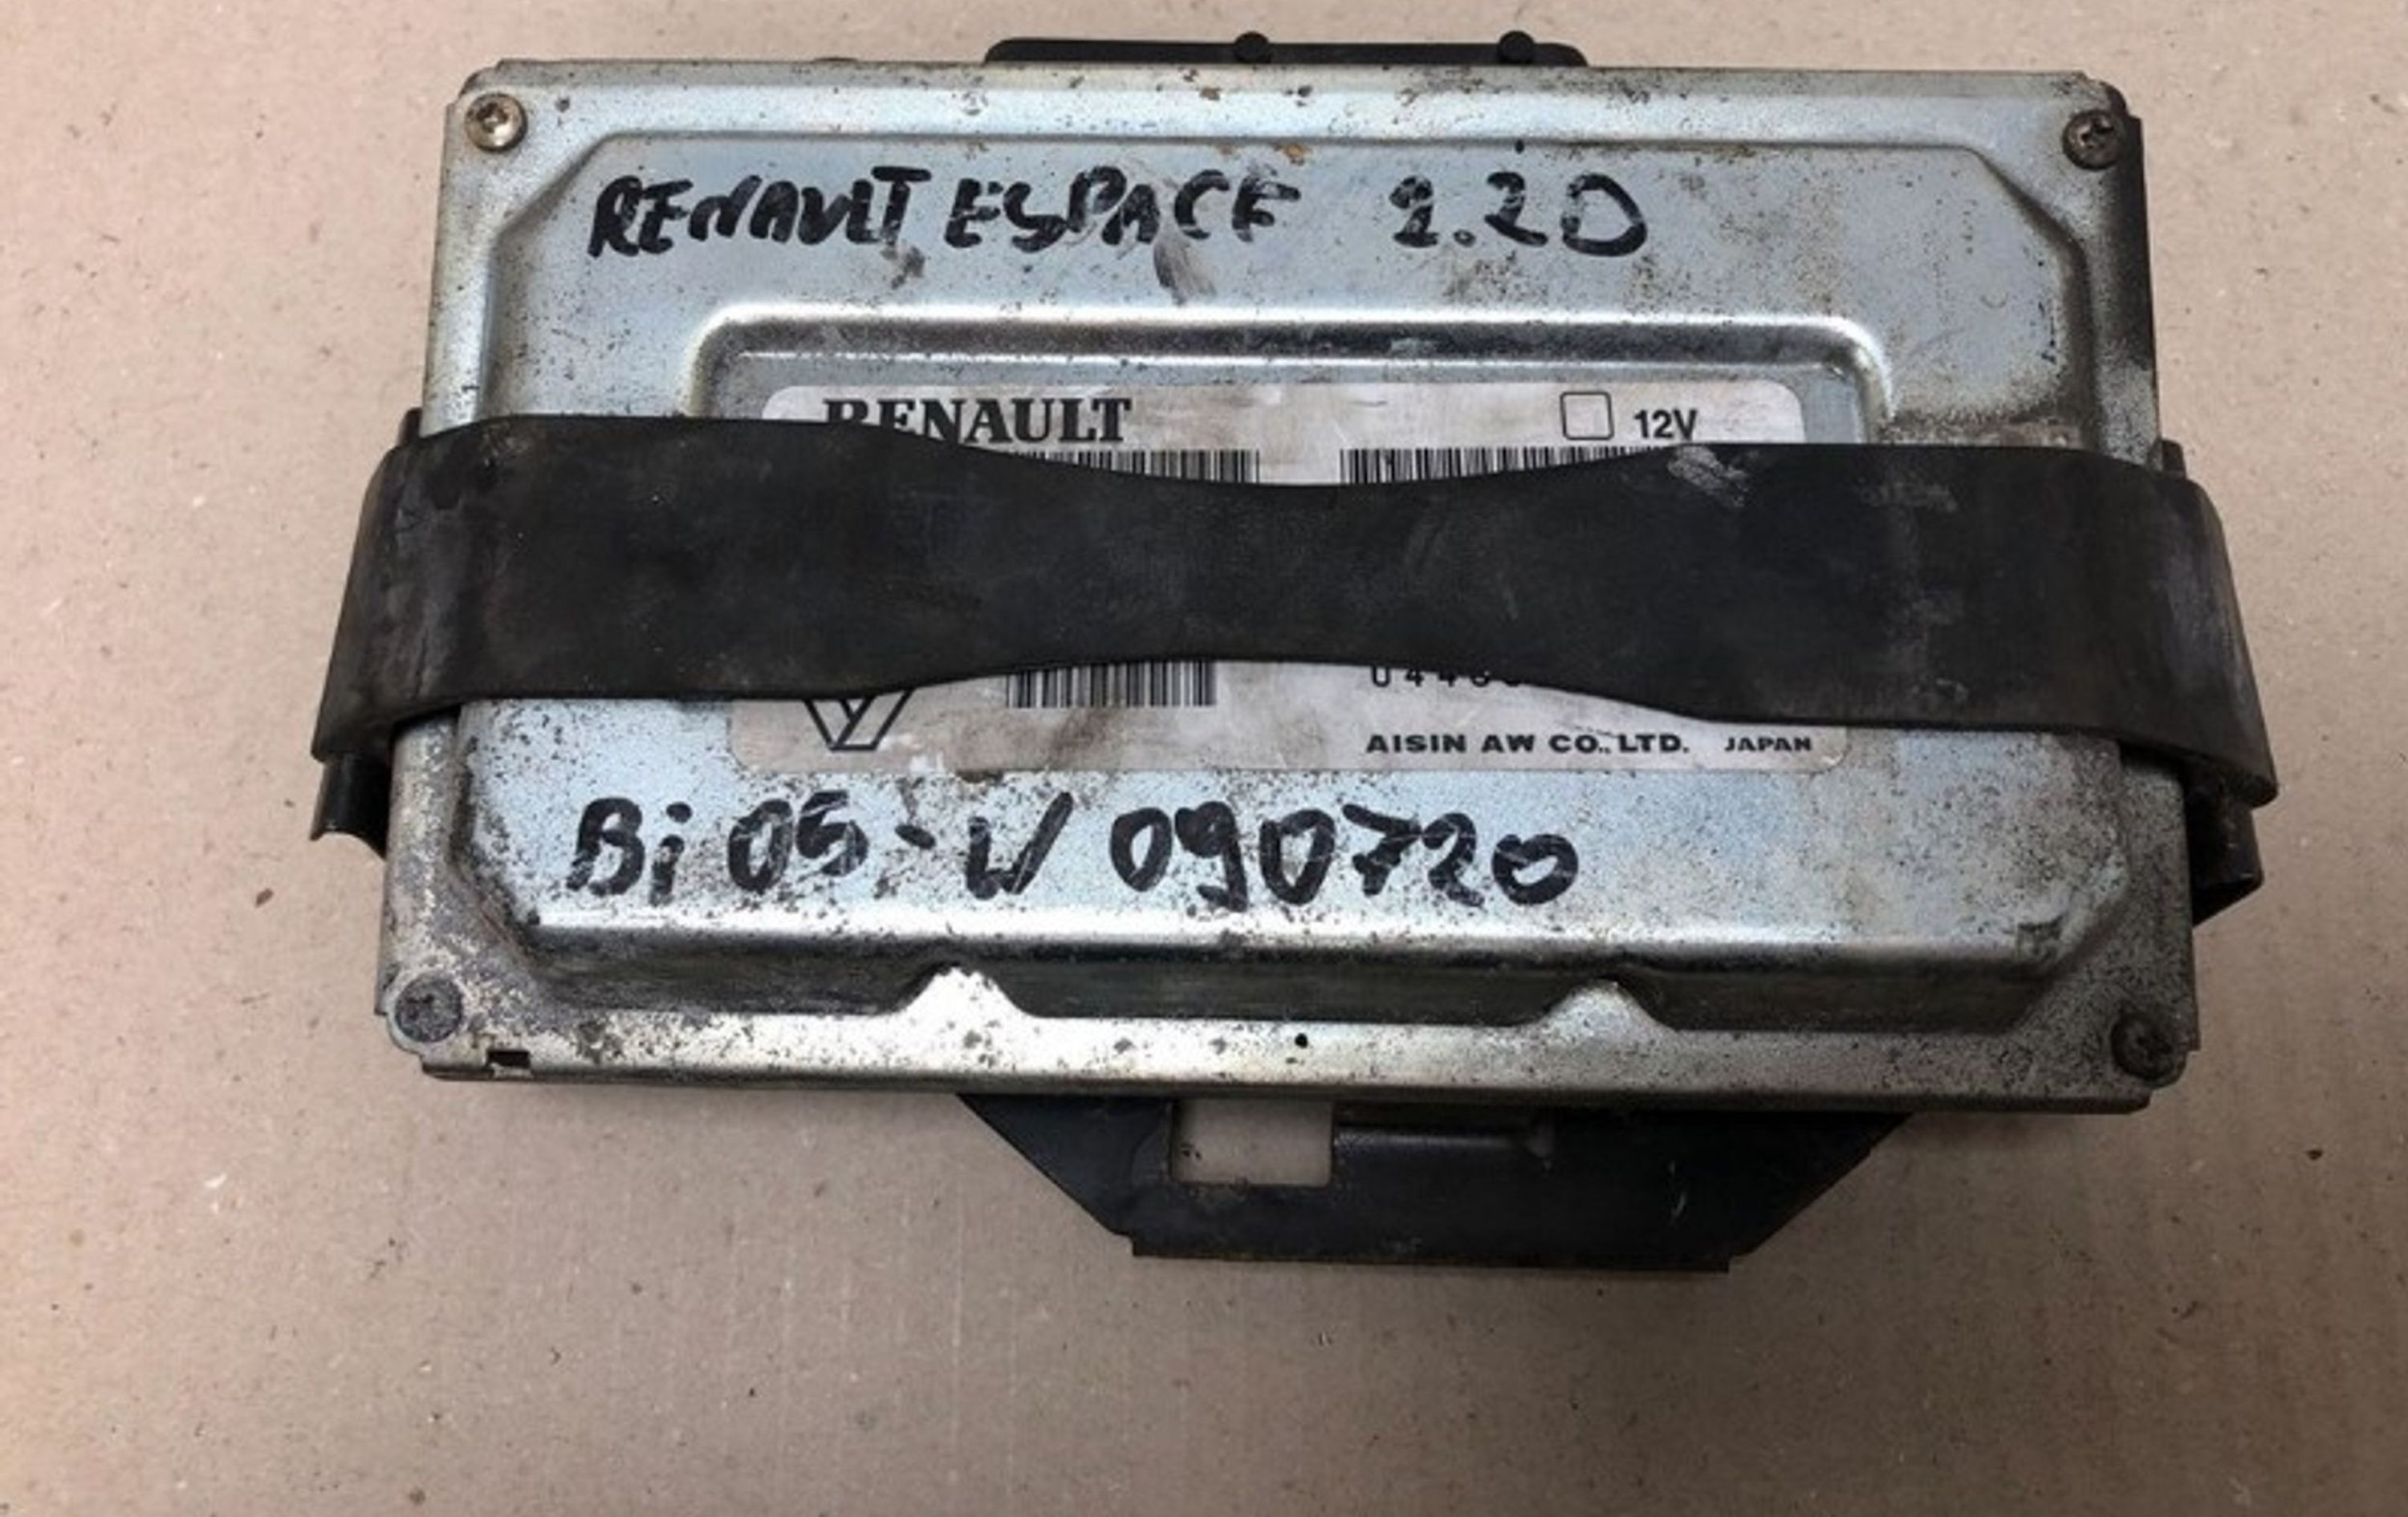 RENAULT ESPACE 2.2D
RENAULT 12V
AISIN AW CO., LTD. JAPAN
Bi 05-W 090720